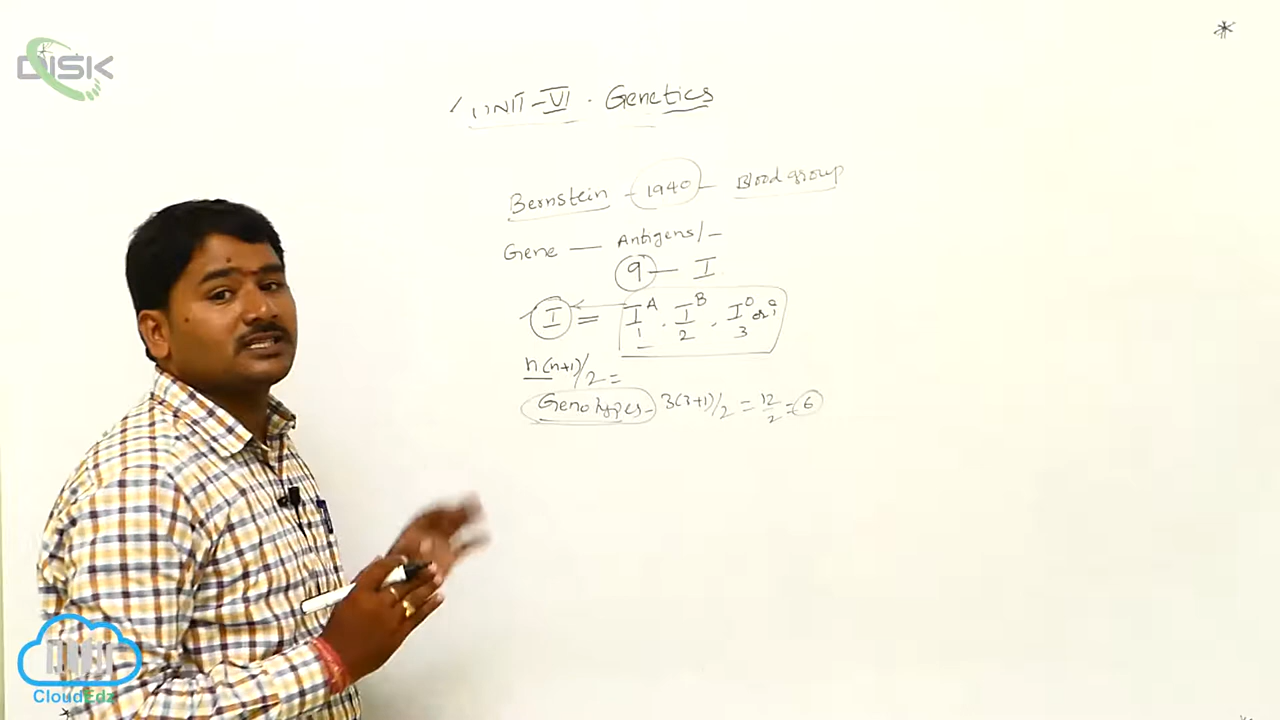 DISK
UNIT-VI . Genetics
Bernstein - 1940 - Blood group
Gene — Antigens/-
9 — I
I = I^A . I^B . I^O or i
1 2 3
n(n+1)/2 =
Genotypes - 3(3+1)/2 = 12/2 = 6
CloudEdz